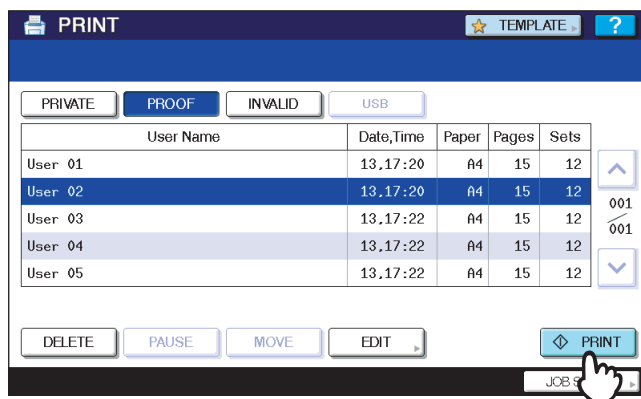 PRINT TEMPLATE ?
PRIVATE PROOF INVALID USB
User Name Date,Time Paper Pages Sets
User 01 13,17:20 A4 15 12
User 02 13,17:20 A4 15 12
User 03 13,17:22 A4 15 12
User 04 13,17:22 A4 15 12
User 05 13,17:22 A4 15 12
001
001
DELETE PAUSE MOVE EDIT PRINT
JOB